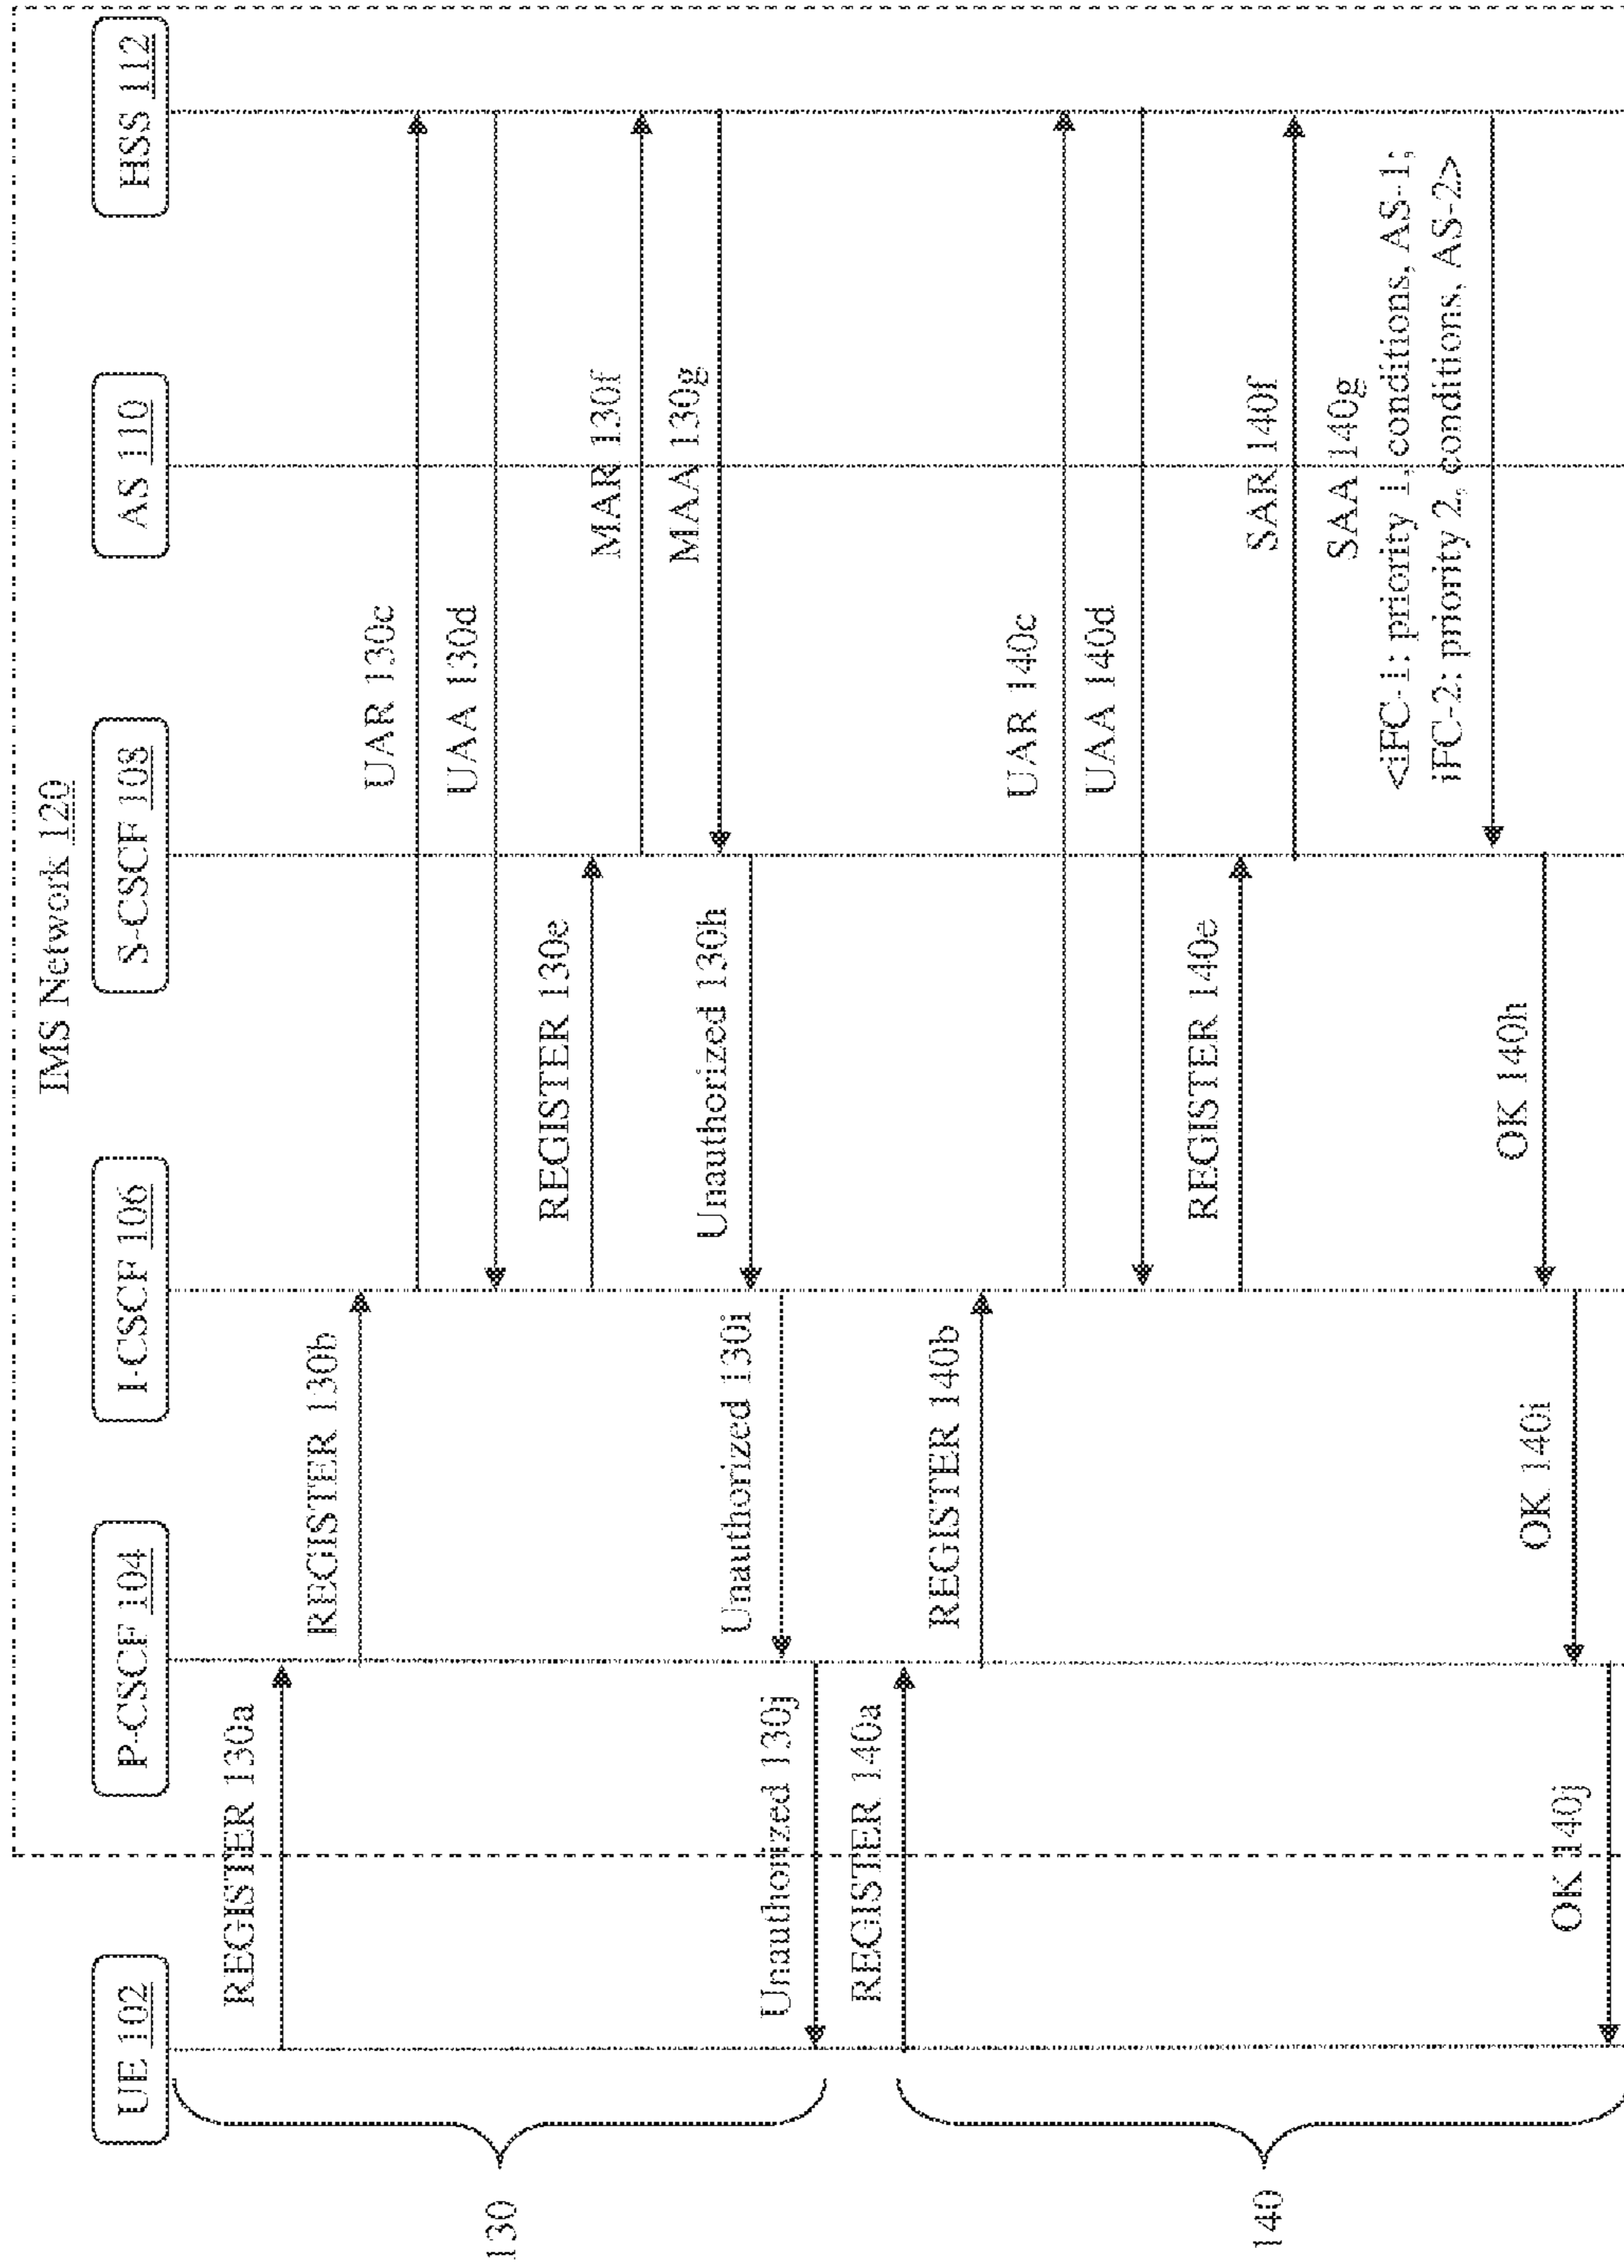 IMS Network 120
UE 102
P-CSCF 104
I-CSCF 106
S-CSCF 108
AS 110
HSS 112
REGISTER 130a
REGISTER 130b
UAR 130c
UAA 130d
REGISTER 130e
MAR 130f
MAA 130g
Unauthorized 130h
Unauthorized 130i
Unauthorized 130j
130
REGISTER 140a
REGISTER 140b
UAR 140c
UAA 140d
REGISTER 140e
SAR 140f
SAA 140g
<iFC-1: priority 1, conditions, AS-1;
iFC-2: priority 2, conditions, AS-2>
OK 140h
OK 140i
OK 140j
140